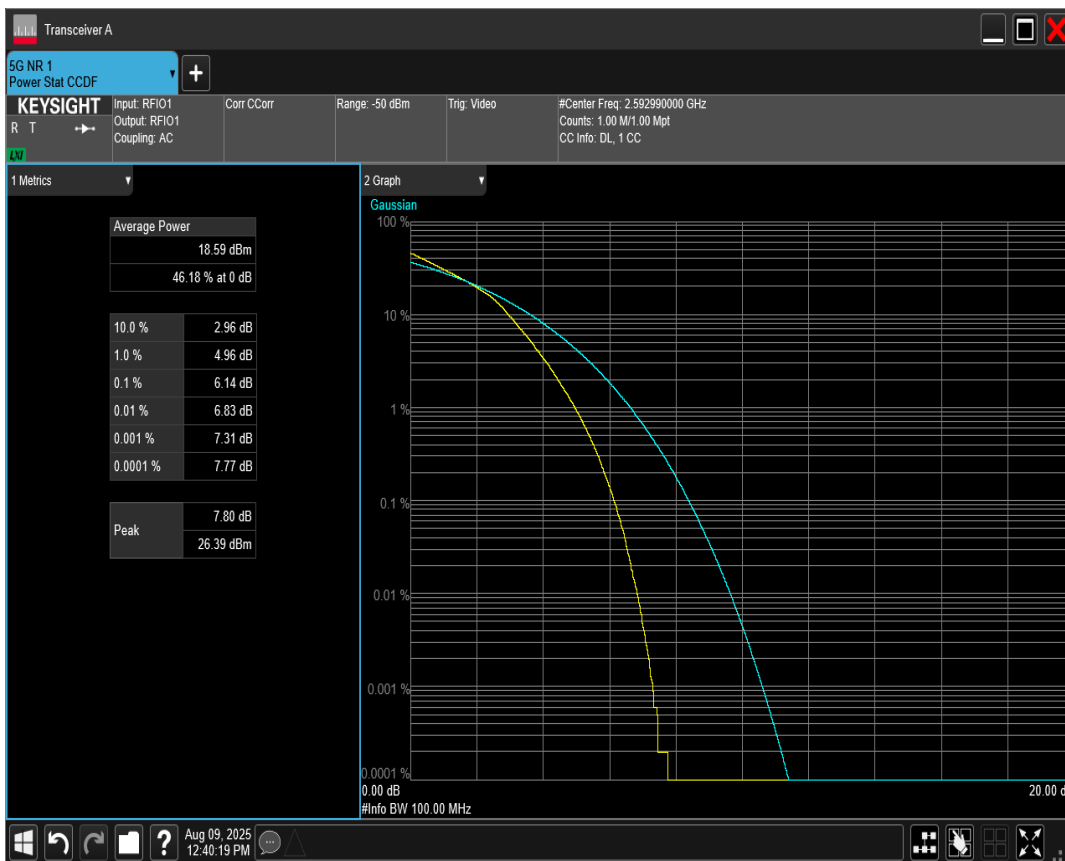 Transceiver A
5G NR 1
Power Stat CCDF
+
KEYSIGHT
R T
LXI
Input: RFIO1
Output: RFIO1
Coupling: AC
Corr CCorr
Range: -50 dBm
Trig: Video
#Center Freq: 2.592990000 GHz
Counts: 1.00 M/1.00 Mpt
CC Info: DL, 1 CC
1 Metrics
Average Power
18.59 dBm
46.18 % at 0 dB
10.0 % 2.96 dB
1.0 % 4.96 dB
0.1 % 6.14 dB
0.01 % 6.83 dB
0.001 % 7.31 dB
0.0001 % 7.77 dB
Peak
7.80 dB
26.39 dBm
2 Graph
Gaussian
100 %
10 %
1 %
0.1 %
0.01 %
0.001 %
0.0001 %
0.00 dB 20.00 d
#Info BW 100.00 MHz
?
Aug 09, 2025
12:40:19 PM